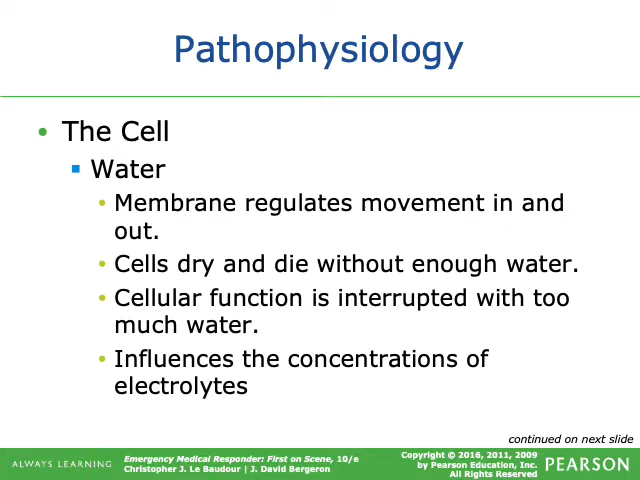 Pathophysiology
• The Cell
▪ Water
• Membrane regulates movement in and
out.
• Cells dry and die without enough water.
• Cellular function is interrupted with too
much water.
• Influences the concentrations of
electrolytes
continued on next slide
ALWAYS LEARNING
Emergency Medical Responder: First on Scene, 10/e
Christopher J. Le Baudour | J. David Bergeron
Copyright © 2016, 2011, 2009
by Pearson Education, Inc.
All Rights Reserved
PEARSON